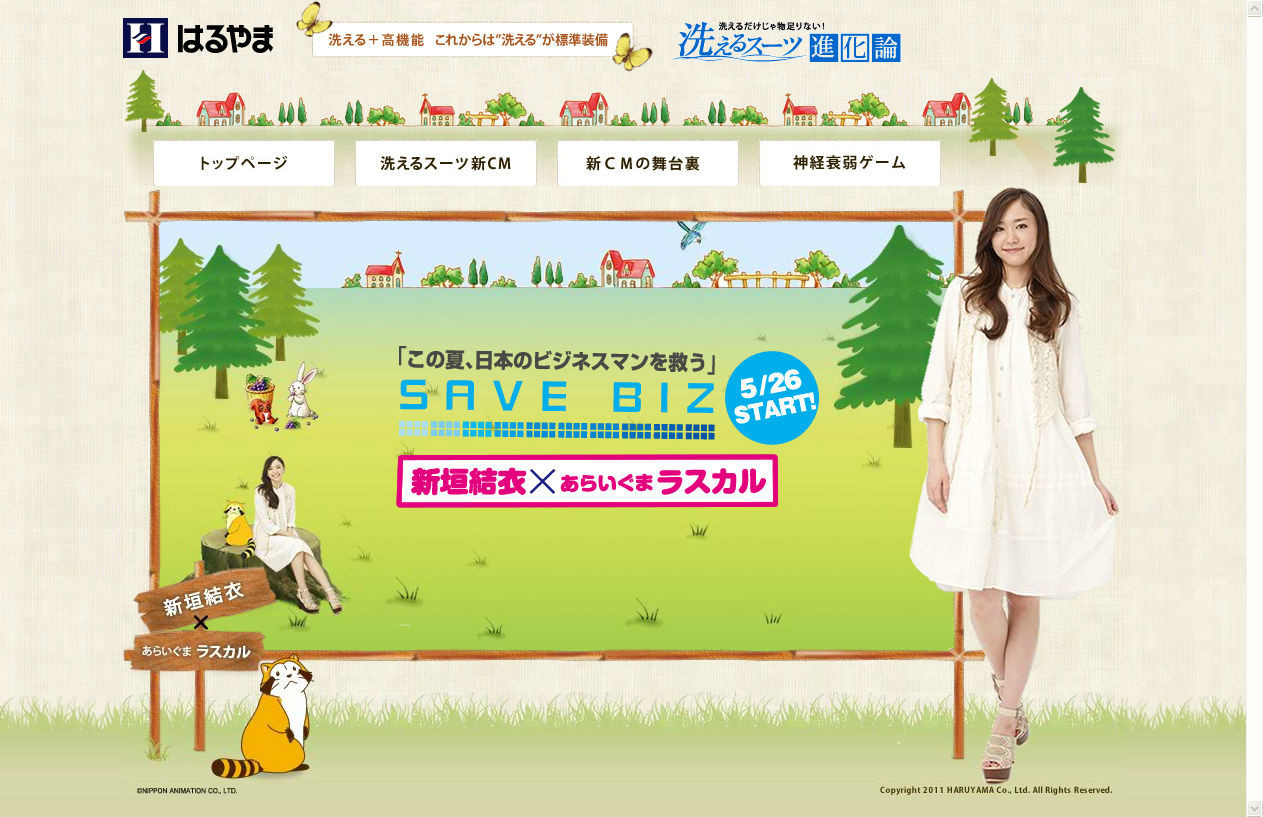 はるやま
洗える＋高機能　これからは“洗える”が標準装備
洗えるだけじゃ物足りない！
洗えるスーツ進化論
トップページ
洗えるスーツ新CM
新ＣＭの舞台裏
神経衰弱ゲーム
「この夏、日本のビジネスマンを救う」
SAVE BIZ
5/26
START!
新垣結衣×あらいぐまラスカル
新垣結衣
×
あらいぐま ラスカル
©NIPPON ANIMATION CO., LTD.
Copyright 2011 HARUYAMA Co., Ltd. All Rights Reserved.